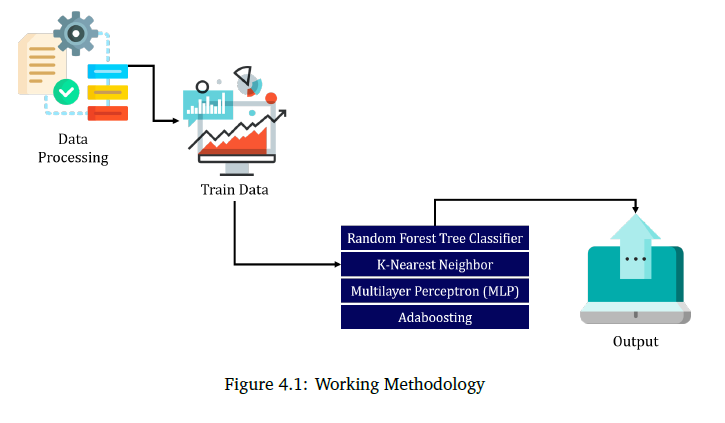 Data
Processing
Train Data
Random Forest Tree Classifier
K-Nearest Neighbor
Multilayer Perceptron (MLP)
Adaboosting
Output
Figure 4.1: Working Methodology